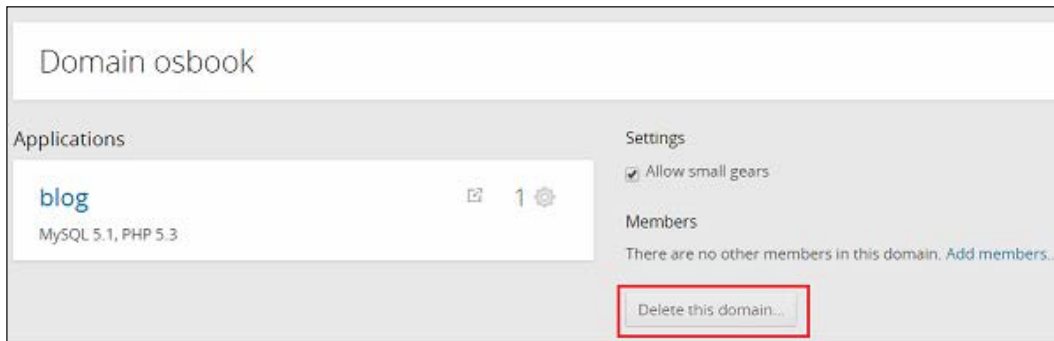 Domain osbook
Applications
blog
1
MySQL 5.1, PHP 5.3
Settings
Allow small gears
Members
There are no other members in this domain. Add members...
Delete this domain...